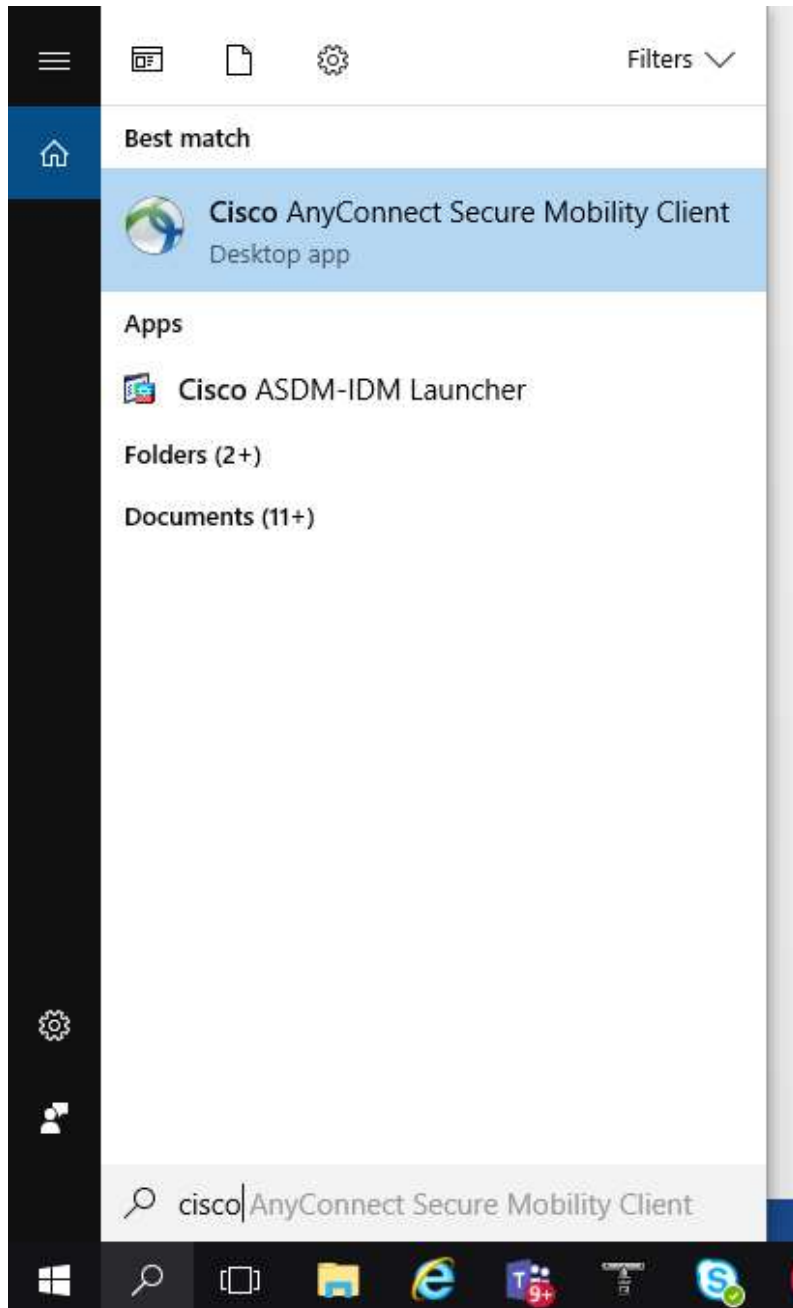 Filters
Best match
Cisco AnyConnect Secure Mobility Client
Desktop app
Apps
Cisco ASDM-IDM Launcher
Folders (2+)
Documents (11+)
cisco AnyConnect Secure Mobility Client
T 9+
S